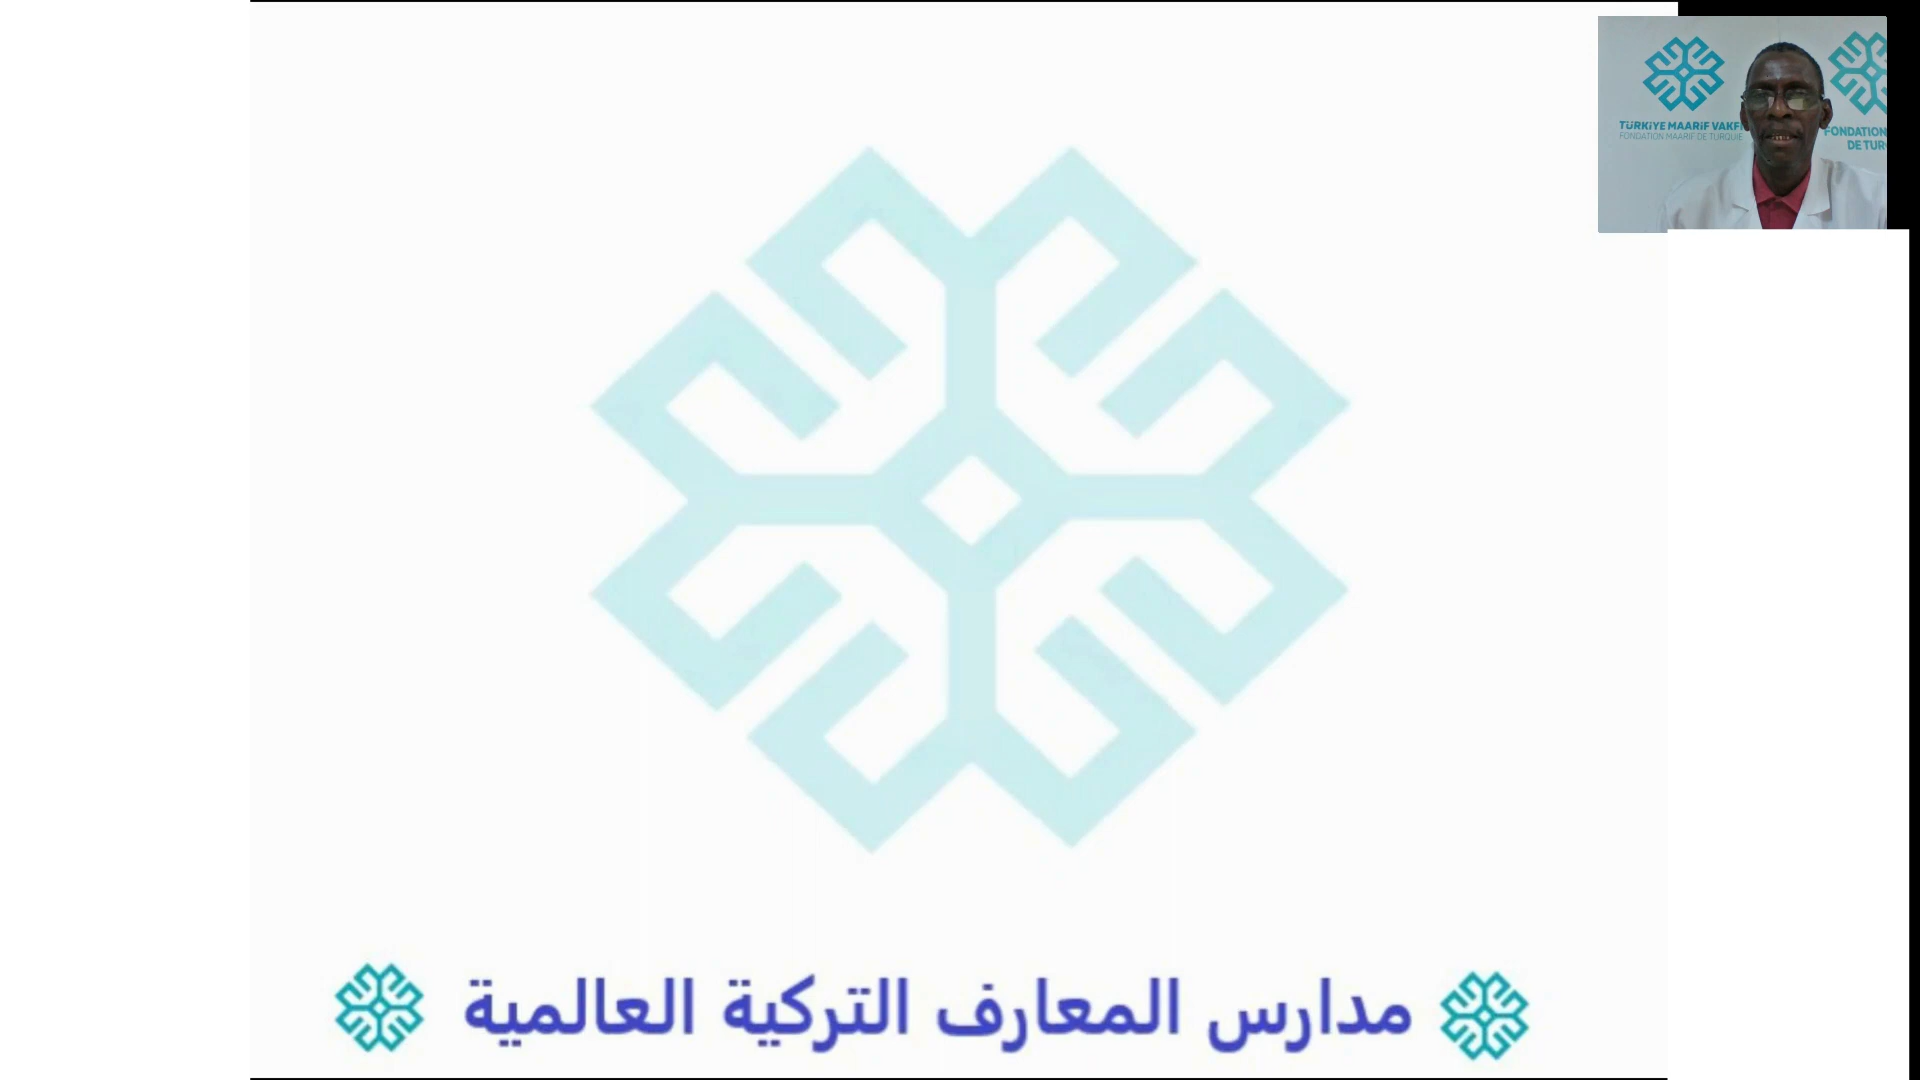 TÜRKİYE MAARİF VAKFI
FONDATION MAARIF DE TURQUIE
FONDATION
DE TUR
مدارس المعارف التركية العالمية